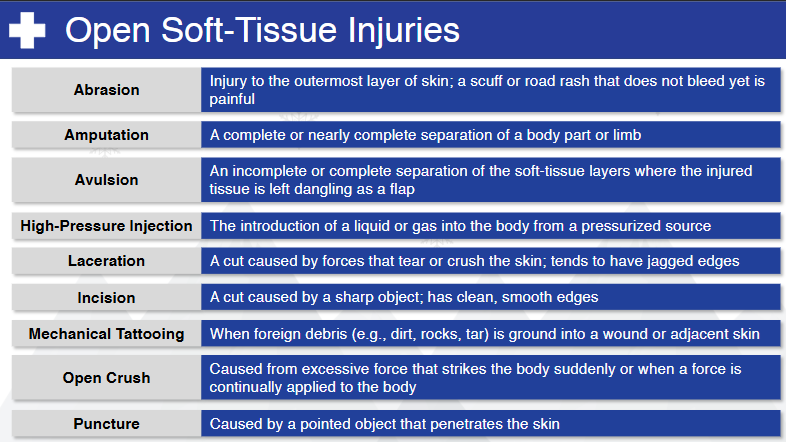 Open Soft-Tissue Injuries
Abrasion
Injury to the outermost layer of skin; a scuff or road rash that does not bleed yet is
painful
Amputation
A complete or nearly complete separation of a body part or limb
Avulsion
An incomplete or complete separation of the soft-tissue layers where the injured
tissue is left dangling as a flap
High-Pressure Injection
The introduction of a liquid or gas into the body from a pressurized source
Laceration
A cut caused by forces that tear or crush the skin; tends to have jagged edges
Incision
A cut caused by a sharp object; has clean, smooth edges
Mechanical Tattooing
When foreign debris (e.g., dirt, rocks, tar) is ground into a wound or adjacent skin
Open Crush
Caused from excessive force that strikes the body suddenly or when a force is
continually applied to the body
Puncture
Caused by a pointed object that penetrates the skin